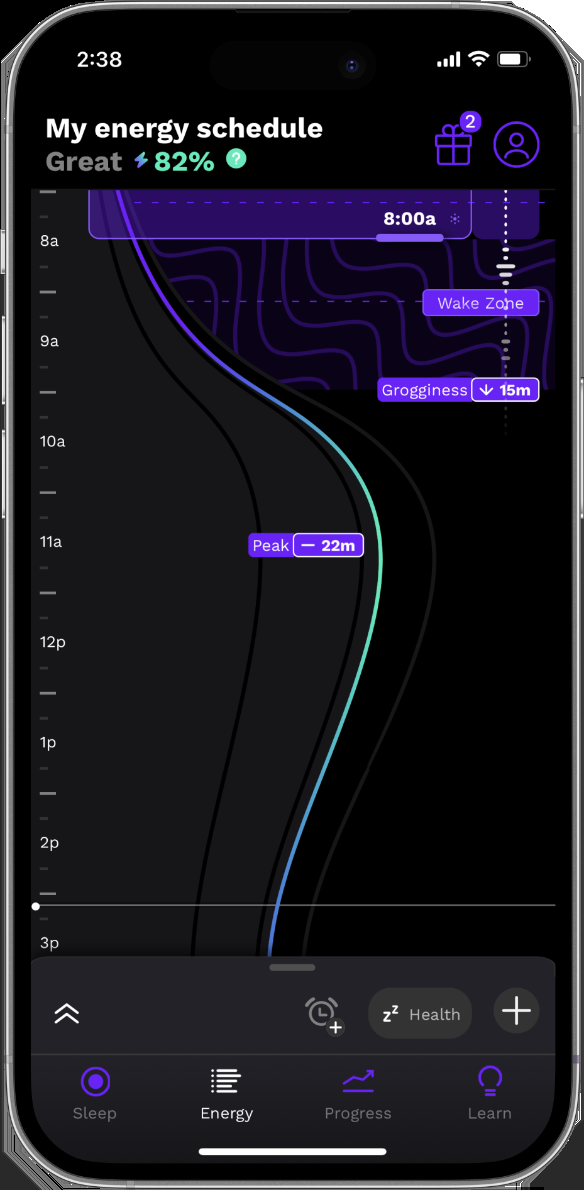 2:38
My energy schedule
2
Great 82% ?
8:00a
8a
Wake Zone
9a
Grogginess ↓ 15m
10a
11a
Peak — 22m
12p
1p
2p
3p
zz Health
Sleep
Energy
Progress
Learn